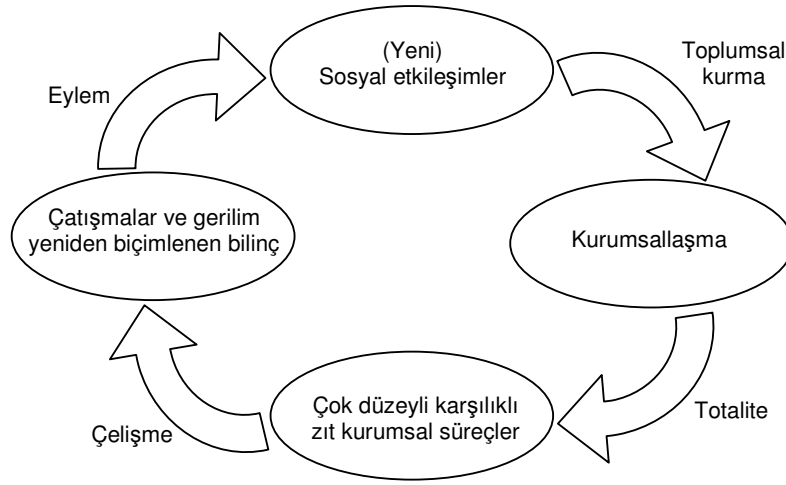 (Yeni)
Sosyal etkileşimler
Toplumsal
kurma
Eylem
Çatışmalar ve gerilim
yeniden biçimlenen bilinç
Kurumsallaşma
Çok düzeyli karşılıklı
zıt kurumsal süreçler
Totalite
Çelişme